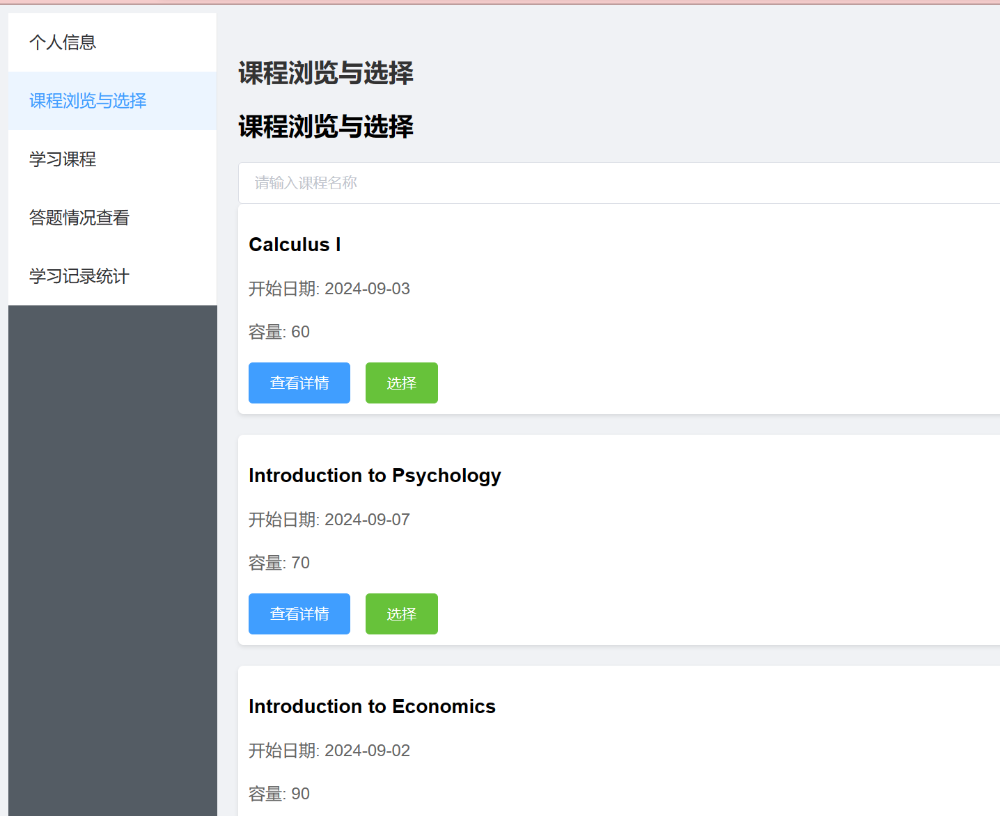 个人信息
课程浏览与选择
学习课程
答题情况查看
学习记录统计
课程浏览与选择
课程浏览与选择
请输入课程名称
Calculus I
开始日期: 2024-09-03
容量: 60
查看详情 选择
Introduction to Psychology
开始日期: 2024-09-07
容量: 70
查看详情 选择
Introduction to Economics
开始日期: 2024-09-02
容量: 90